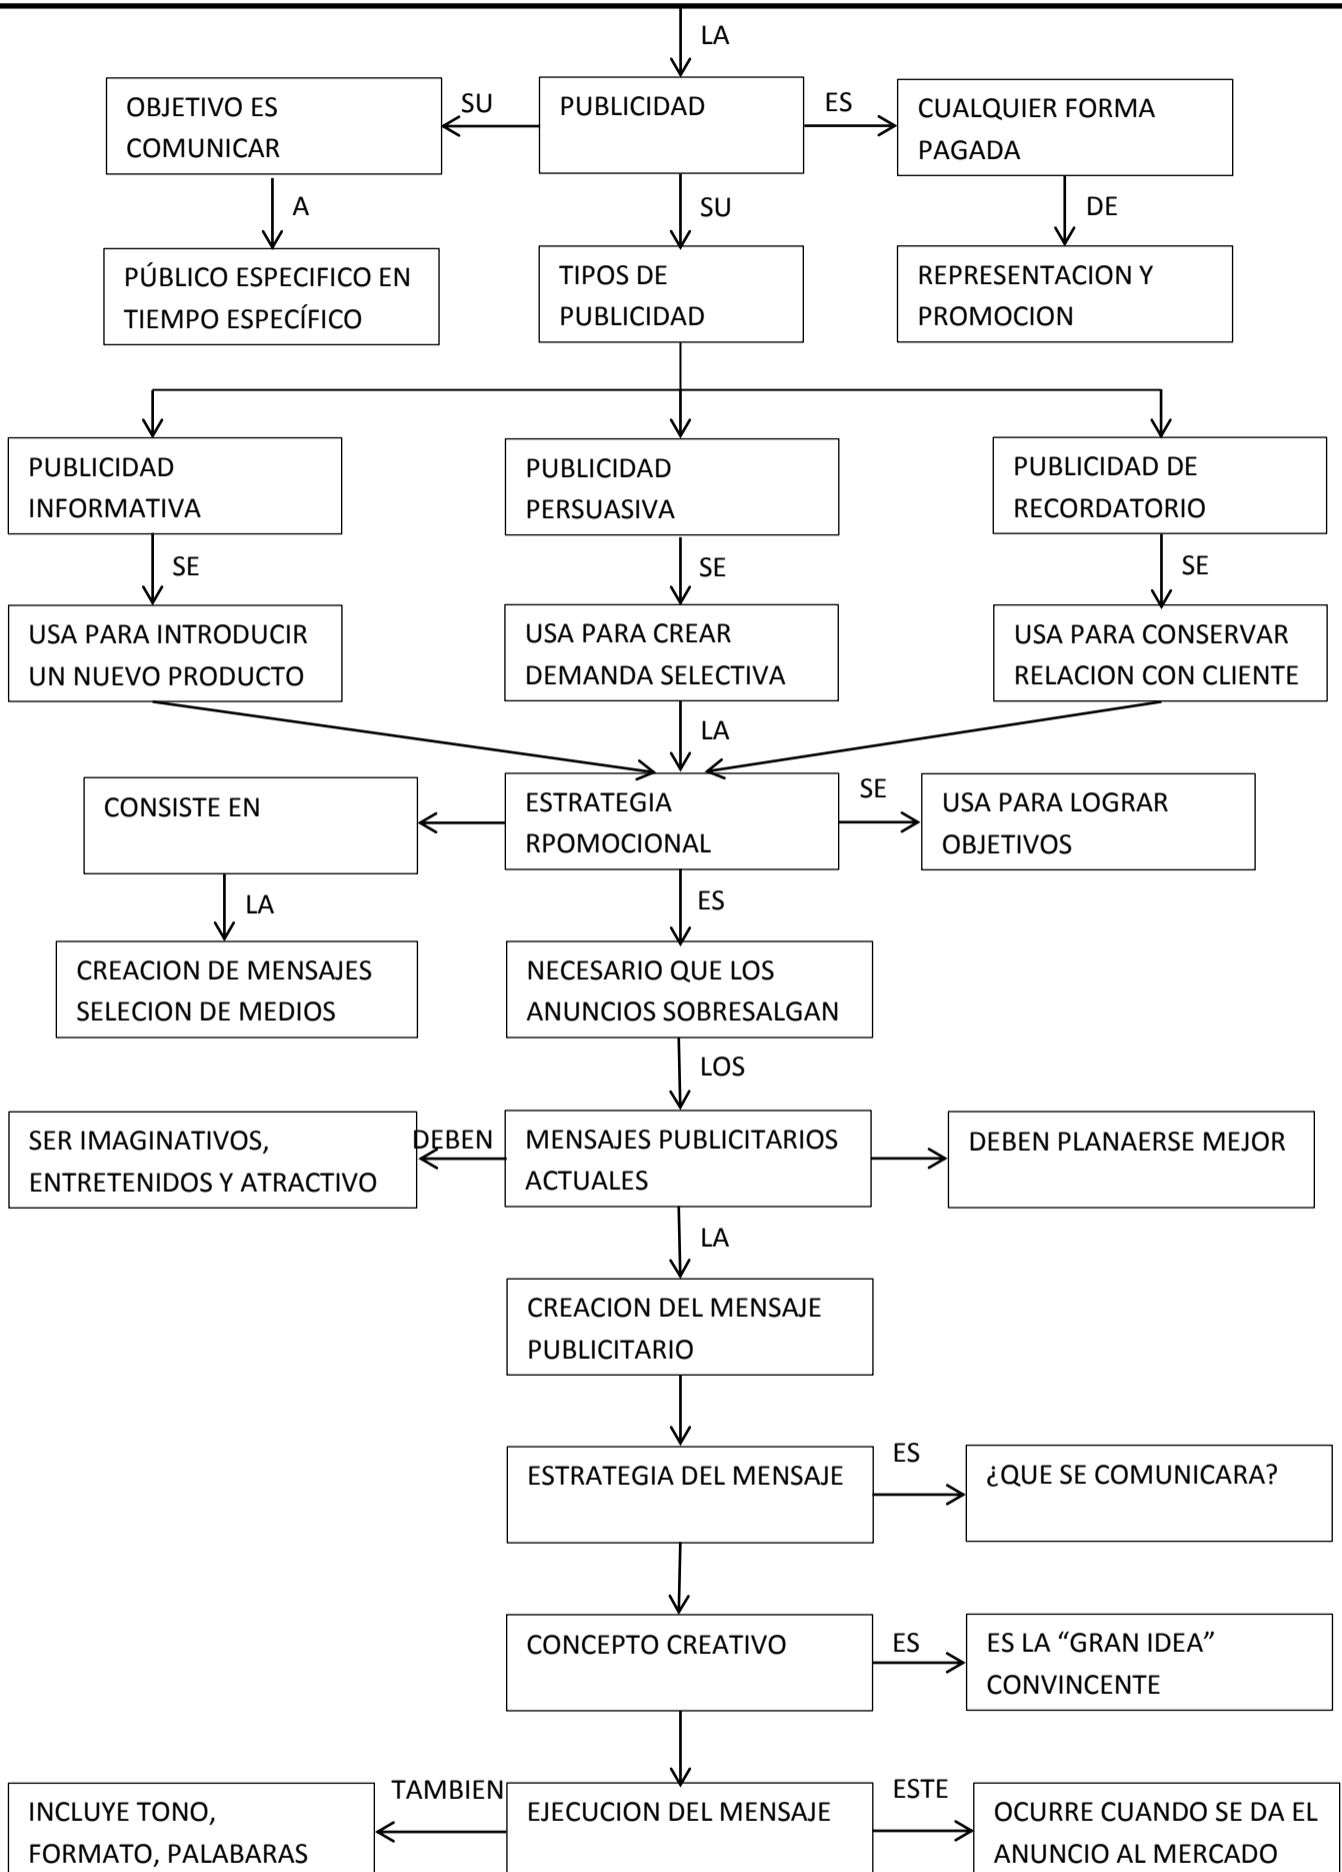 LA
OBJETIVO ES
COMUNICAR
SU
PUBLICIDAD
ES
CUALQUIER FORMA
PAGADA
A
SU
DE
PÚBLICO ESPECIFICO EN
TIEMPO ESPECÍFICO
TIPOS DE
PUBLICIDAD
REPRESENTACION Y
PROMOCION
PUBLICIDAD
INFORMATIVA
PUBLICIDAD
PERSUASIVA
PUBLICIDAD DE
RECORDATORIO
SE
SE
SE
USA PARA INTRODUCIR
UN NUEVO PRODUCTO
USA PARA CREAR
DEMANDA SELECTIVA
USA PARA CONSERVAR
RELACION CON CLIENTE
LA
CONSISTE EN
ESTRATEGIA
RPOMOCIONAL
SE
USA PARA LOGRAR
OBJETIVOS
LA
ES
CREACION DE MENSAJES
SELECION DE MEDIOS
NECESARIO QUE LOS
ANUNCIOS SOBRESALGAN
LOS
SER IMAGINATIVOS,
ENTRETENIDOS Y ATRACTIVO
DEBEN
MENSAJES PUBLICITARIOS
ACTUALES
DEBEN PLANAERSE MEJOR
LA
CREACION DEL MENSAJE
PUBLICITARIO
ESTRATEGIA DEL MENSAJE
ES
¿QUE SE COMUNICARA?
CONCEPTO CREATIVO
ES
ES LA “GRAN IDEA”
CONVINCENTE
INCLUYE TONO,
FORMATO, PALABARAS
TAMBIEN
EJECUCION DEL MENSAJE
ESTE
OCURRE CUANDO SE DA EL
ANUNCIO AL MERCADO